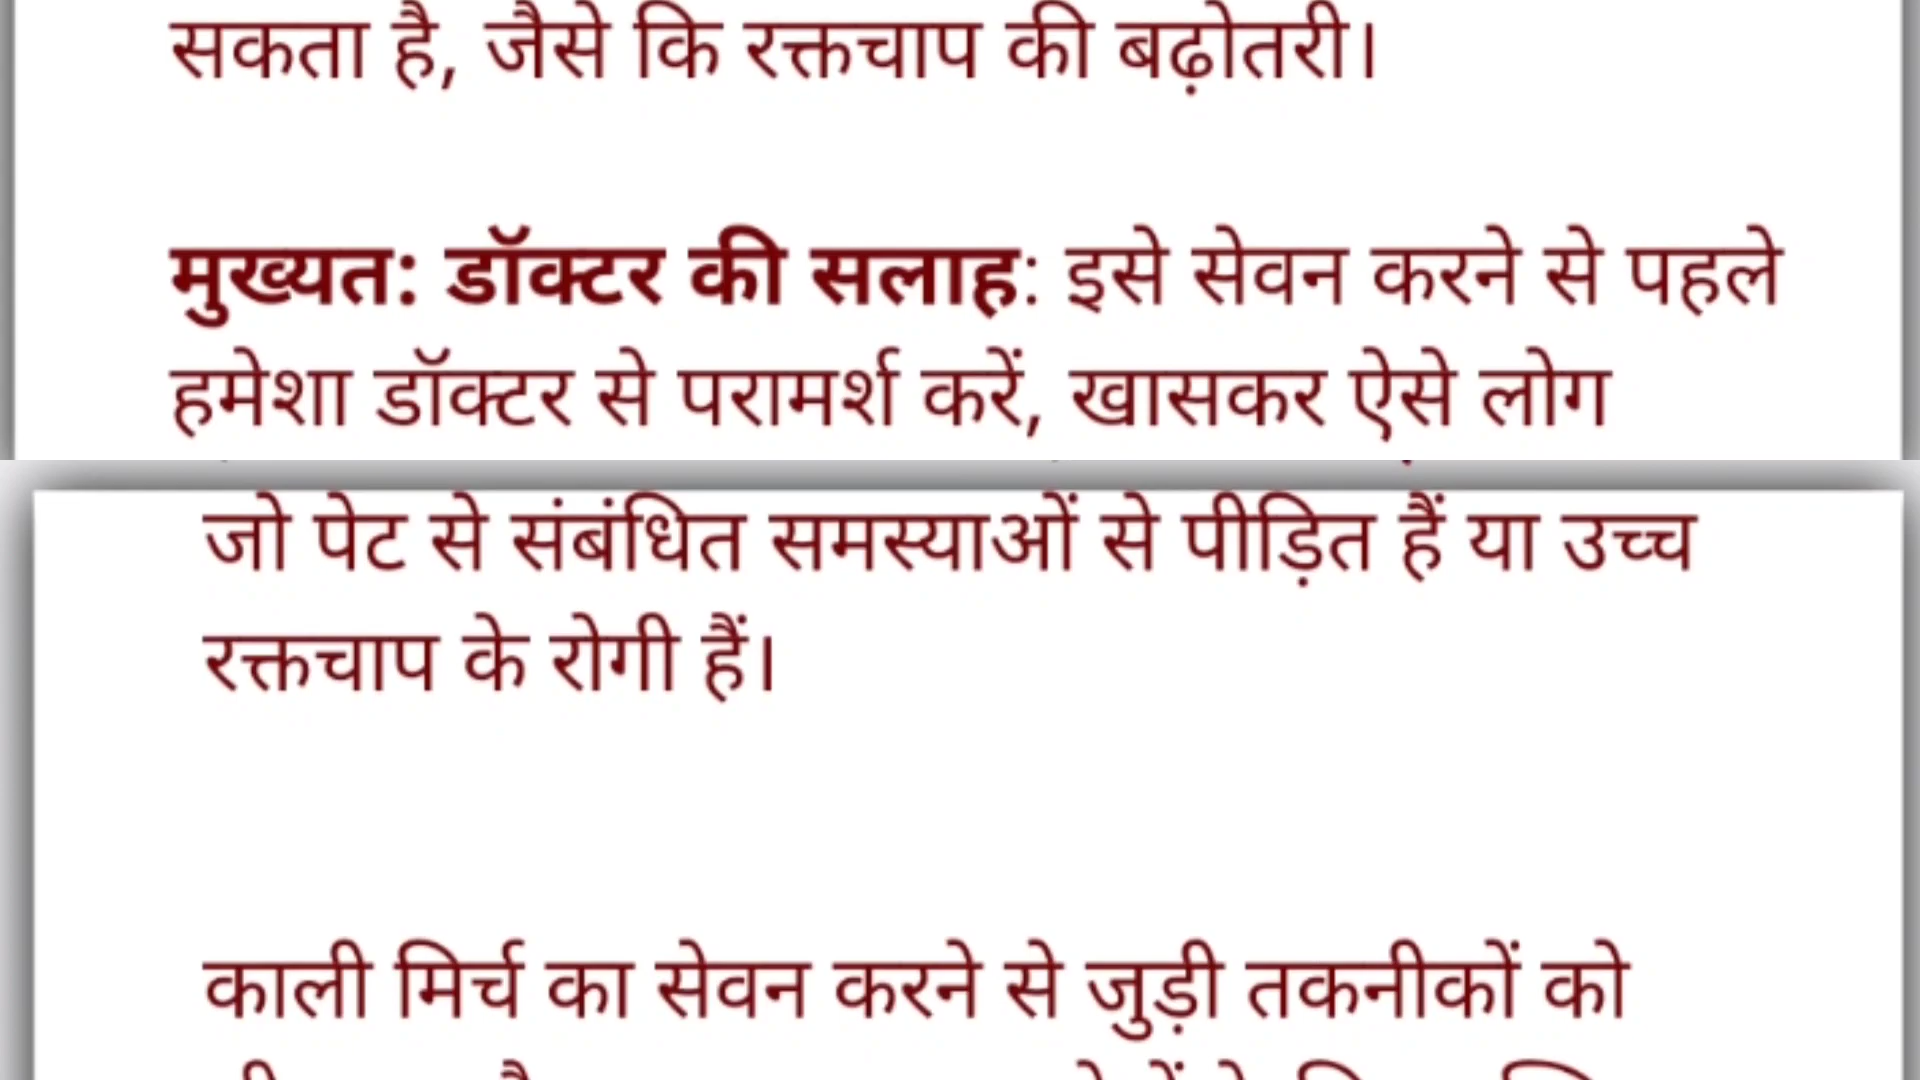 सकता है, जैसे कि रक्तचाप की बढ़ोतरी।
मुख्यत: डॉक्टर की सलाह: इसे सेवन करने से पहले
हमेशा डॉक्टर से परामर्श करें, खासकर ऐसे लोग
जो पेट से संबंधित समस्याओं से पीड़ित हैं या उच्च
रक्तचाप के रोगी हैं।
काली मिर्च का सेवन करने से जुड़ी तकनीकों को